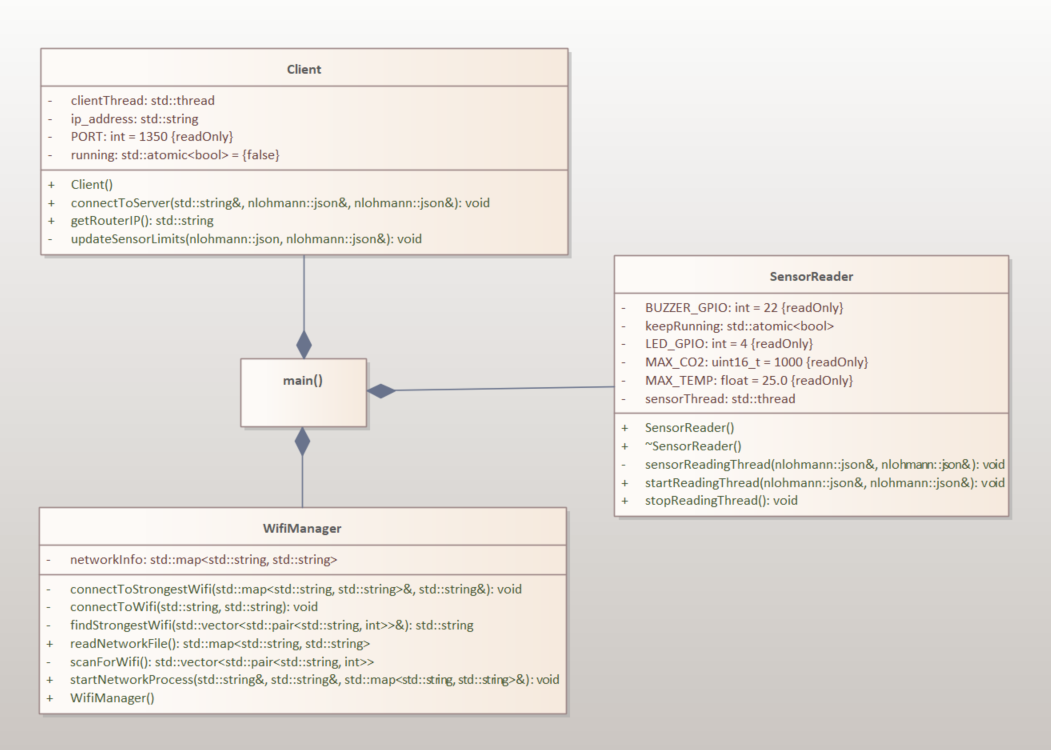 Client
- clientThread: std::thread
- ip_address: std::string
- PORT: int = 1350 {readOnly}
- running: std::atomic<bool> = {false}
+ Client()
+ connectToServer(std::string&, nlohmann::json&, nlohmann::json&): void
+ getRouterIP(): std::string
- updateSensorLimits(nlohmann::json, nlohmann::json&): void
SensorReader
- BUZZER_GPIO: int = 22 {readOnly}
- keepRunning: std::atomic<bool>
- LED_GPIO: int = 4 {readOnly}
- MAX_CO2: uint16_t = 1000 {readOnly}
- MAX_TEMP: float = 25.0 {readOnly}
- sensorThread: std::thread
+ SensorReader()
+ ~SensorReader()
- sensorReadingThread(nlohmann::json&, nlohmann::json&): void
+ startReadingThread(nlohmann::json&, nlohmann::json&): void
+ stopReadingThread(): void
main()
WifiManager
- networkInfo: std::map<std::string, std::string>
- connectToStrongestWifi(std::map<std::string, std::string>&, std::string&): void
- connectToWifi(std::string, std::string): void
- findStrongestWifi(std::vector<std::pair<std::string, int>>&): std::string
+ readNetworkFile(): std::map<std::string, std::string>
- scanForWifi(): std::vector<std::pair<std::string, int>>
+ startNetworkProcess(std::string&, std::string&, std::map<std::string, std::string>&): void
+ WifiManager()